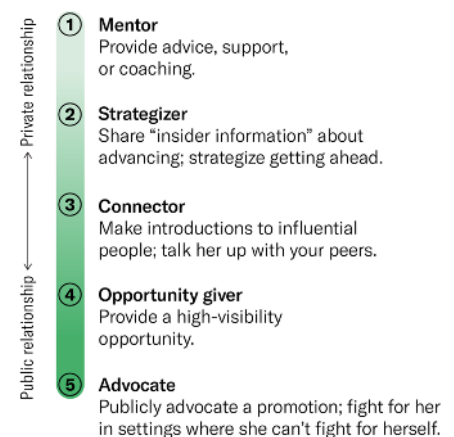 Private relationship
Public relationship
1 Mentor
Provide advice, support,
or coaching.
2 Strategizer
Share “insider information” about
advancing; strategize getting ahead.
3 Connector
Make introductions to influential
people; talk her up with your peers.
4 Opportunity giver
Provide a high-visibility
opportunity.
5 Advocate
Publicly advocate a promotion; fight for her
in settings where she can’t fight for herself.